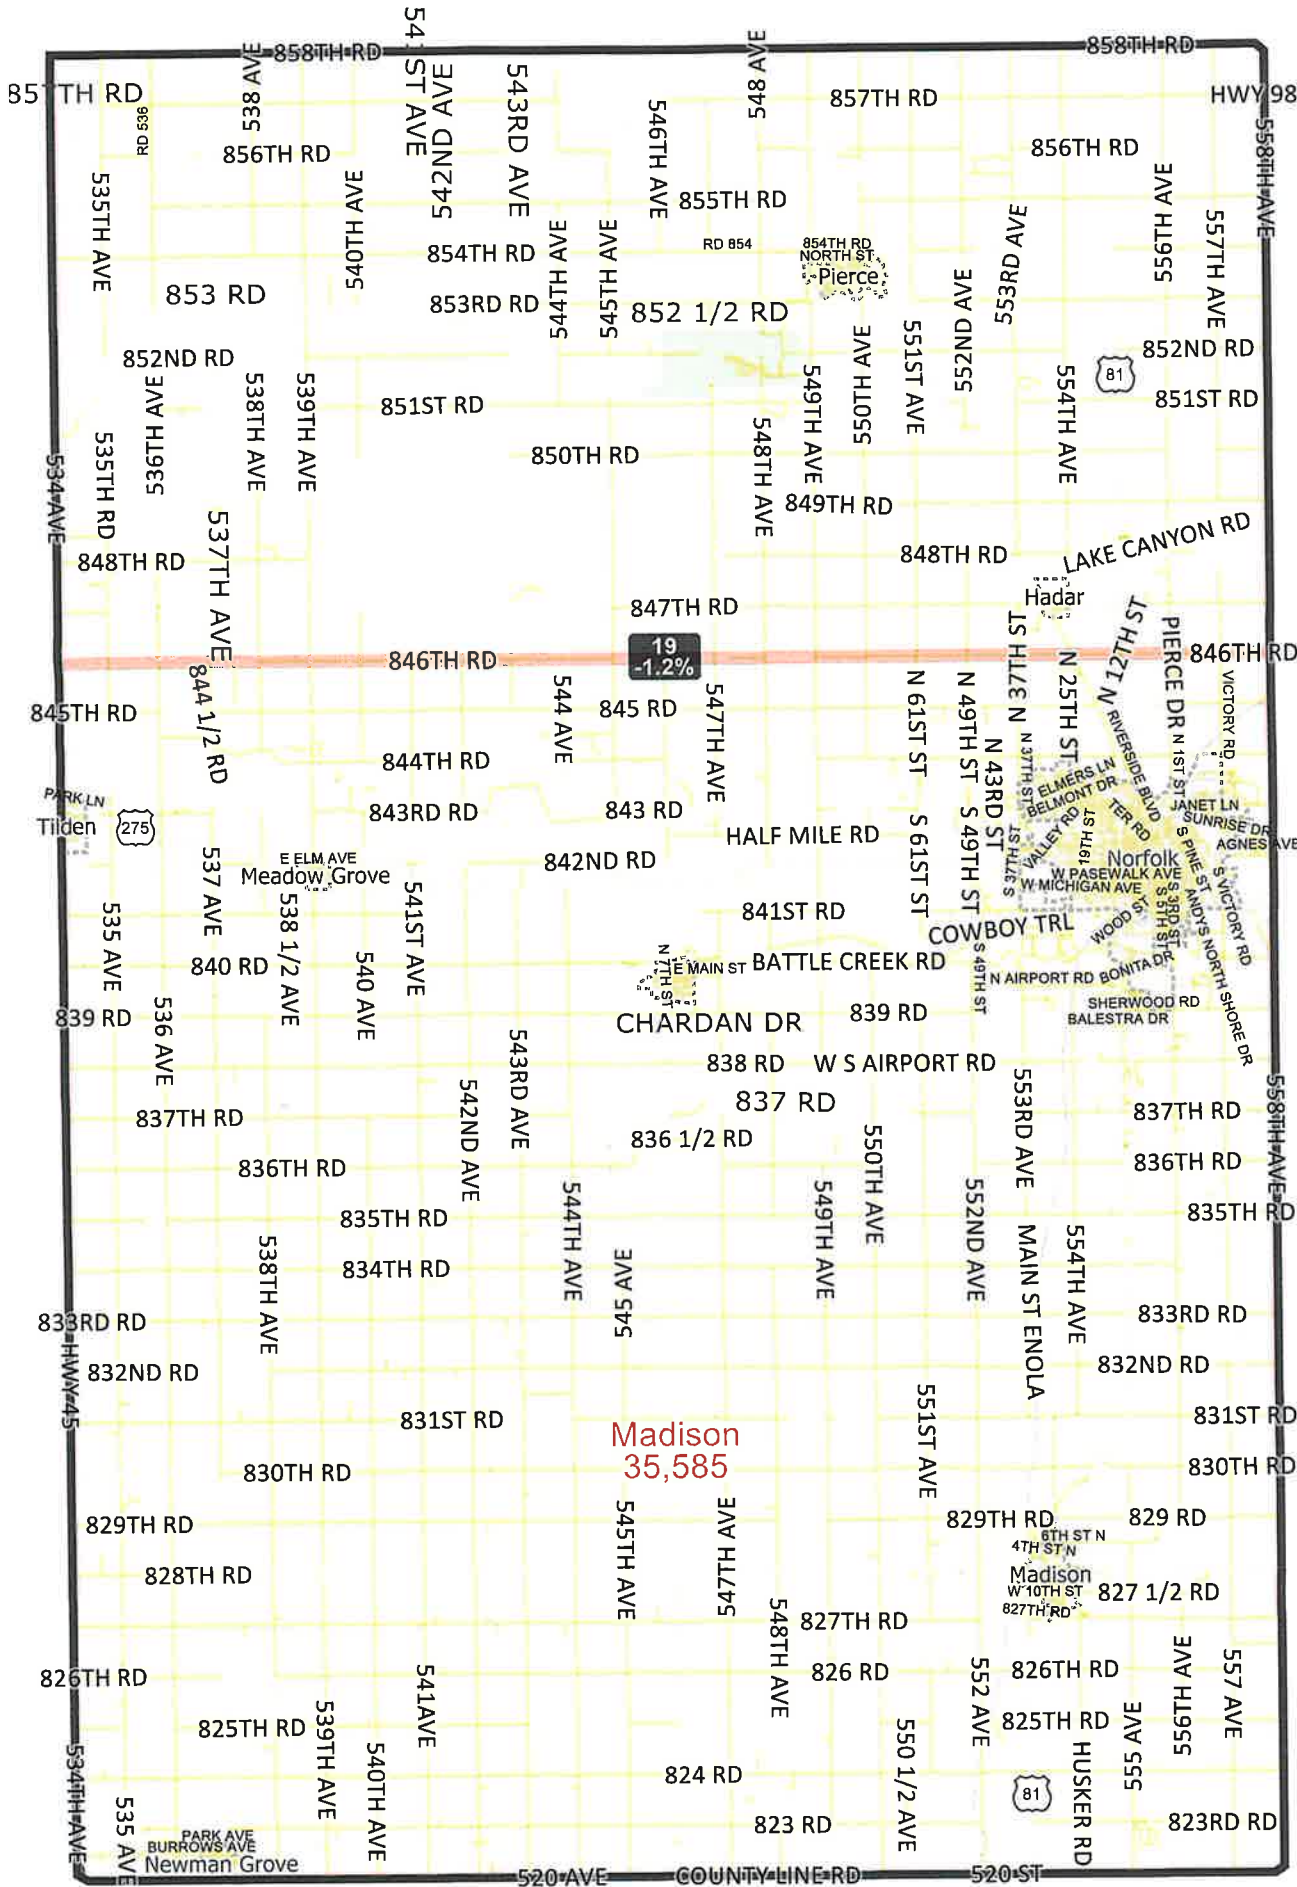 858TH RD
541ST AVE
548 AVE
858TH RD
857TH RD
538 AVE
542ND AVE
543RD AVE
546TH AVE
857TH RD
HWY 98
RD 536
856TH RD
856TH RD
558TH AVE
535TH AVE
540TH AVE
855TH RD
556TH AVE
557TH AVE
553RD AVE
854TH RD
544TH AVE
545TH AVE
RD 854
854TH RD
NORTH ST
Pierce
853 RD
853RD RD
852 1/2 RD
552ND AVE
852ND RD
551ST AVE
550TH AVE
852ND RD
81
536TH AVE
538TH AVE
539TH AVE
851ST RD
549TH AVE
554TH AVE
851ST RD
535TH RD
534 AVE
850TH RD
548TH AVE
849TH RD
537TH AVE
848TH RD
848TH RD
LAKE CANYON RD
Hadar
847TH RD
N 37TH ST
N 12TH ST
PIERCE DR
846TH RD
19
-1.2%
846TH RD
844 1/2 RD
544 AVE
547TH AVE
N 61ST ST
N 49TH ST
N 25TH ST
VICTORY RD
845TH RD
845 RD
N 43RD ST
N 37TH ST
RIVERSIDE BLVD
N 1ST ST
844TH RD
ELMERS LN
BELMONT DR
PARK LN
Tilden
275
843RD RD
843 RD
HALF MILE RD
S 61ST ST
S 49TH ST
S 37TH ST
VALLEY RD
19TH ST
TER RD
JANET LN
SUNRISE DR
AGNES AVE
S PINE ST
Norfolk
537 AVE
E ELM AVE
Meadow Grove
842ND RD
W PASEWALK AVE
W MICHIGAN AVE
S VICTORY RD
541ST AVE
538 1/2 AVE
535 AVE
841ST RD
COWBOY TRL
WOOD ST
S 5TH ST
S 3RD ST
ANDYS NORTH SHORE DR
840 RD
540 AVE
N 7TH ST
E MAIN ST
BATTLE CREEK RD
S 49TH ST
N AIRPORT RD
BONITA DR
839 RD
536 AVE
CHARDAN DR
839 RD
SHERWOOD RD
BALESTRA DR
543RD AVE
838 RD
W S AIRPORT RD
553RD AVE
558TH AVE
542ND AVE
837TH RD
837 RD
837TH RD
836 1/2 RD
550TH AVE
836TH RD
836TH RD
544TH AVE
549TH AVE
552ND AVE
835TH RD
835TH RD
538TH AVE
545 AVE
MAIN ST ENOLA
554TH AVE
834TH RD
833RD RD
833RD RD
HWY 45
832ND RD
832ND RD
551ST AVE
831ST RD
831ST RD
Madison
35,585
830TH RD
830TH RD
545TH AVE
547TH AVE
829TH RD
829TH RD
829 RD
6TH ST N
4TH ST N
828TH RD
Madison
W 10TH ST
827 1/2 RD
827TH RD
548TH AVE
827TH RD
826TH RD
541AVE
826 RD
552 AVE
826TH RD
556TH AVE
557 AVE
825TH RD
539TH AVE
550 1/2 AVE
825TH RD
555 AVE
534TH AVE
540TH AVE
824 RD
81
HUSKER RD
535 AVE
823 RD
823RD RD
PARK AVE
BURROWS AVE
Newman Grove
520 AVE
COUNTY LINE RD
520 ST